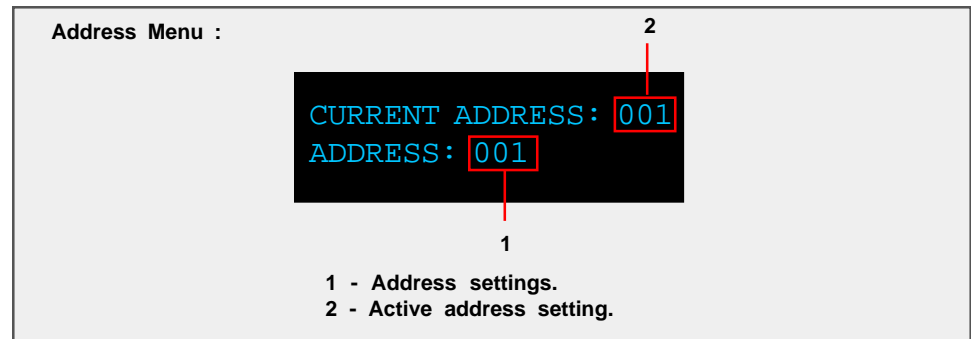 Address Menu :
2
CURRENT ADDRESS: 001
ADDRESS: 001
1
1 - Address settings.
2 - Active address setting.